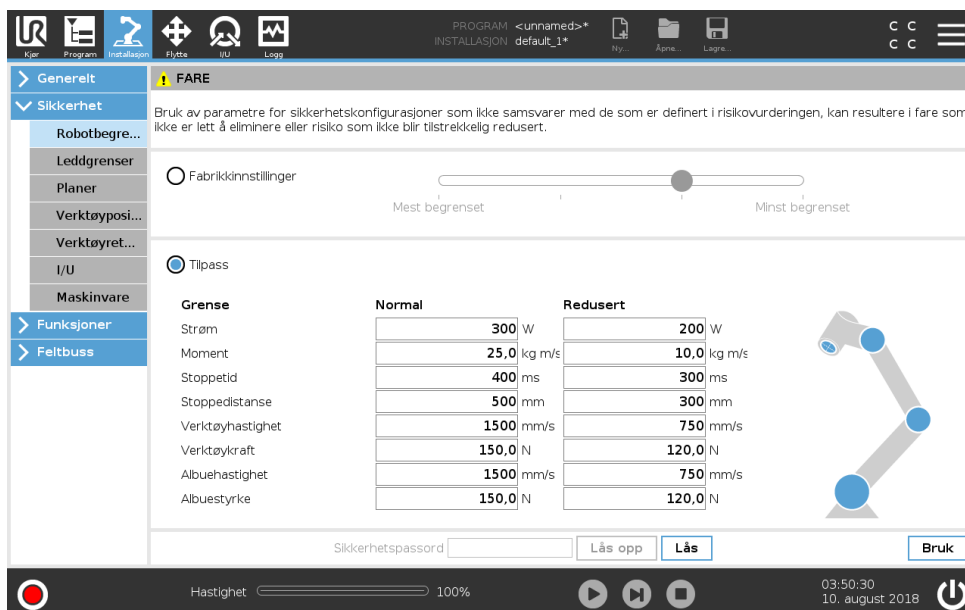 PROGRAM <unnamed>*
INSTALLASJON default_1*
UR
Kjør Program Installasjon Flytte I/U Logg Ny... Åpne... Lagre...
C C
C C
Generelt
Sikkerhet
Robotbegre...
Leddgrenser
Planer
Verktøyposi...
Verktøyret...
I/U
Maskinvare
Funksjoner
Feltbuss
FARE
Bruk av parametre for sikkerhetskonfigurasjoner som ikke samsvarer med de som er definert i risikovurderingen, kan resultere i fare som
ikke er lett å eliminere eller risiko som ikke blir tilstrekkelig redusert.
Fabrikkinnstillinger
Mest begrenset Minst begrenset
Tilpass
Grense Normal Redusert
Strøm 300 W 200 W
Moment 25,0 kg m/s 10,0 kg m/s
Stoppetid 400 ms 300 ms
Stoppedistanse 500 mm 300 mm
Verktøyhastighet 1500 mm/s 750 mm/s
Verktøykraft 150,0 N 120,0 N
Albuehastighet 1500 mm/s 750 mm/s
Albuestyrke 150,0 N 120,0 N
Sikkerhetspassord Lås opp Lås Bruk
Hastighet 100%
03:50:30
10. august 2018